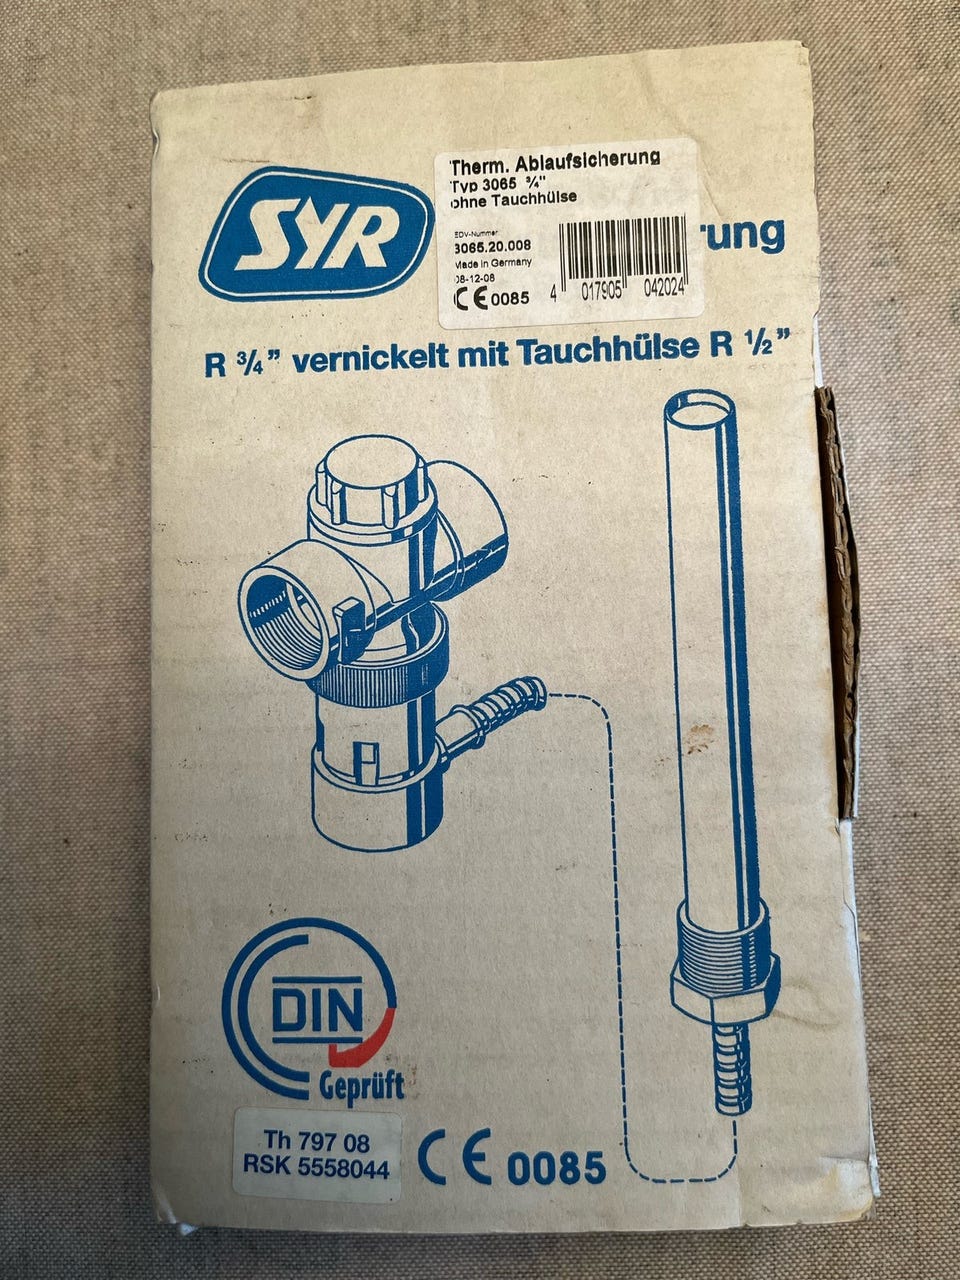 SYR
Therm. Ablaufsicherung
Typ 3065 ¾"
ohne Tauchhülse
EDV-Nummer
3065.20.008
Made in Germany
08-12-08
CE 0085
4 017905 042024
rung
R ¾" vernickelt mit Tauchhülse R ½"
DIN
Geprüft
Th 797 08
RSK 5558044
CE 0085